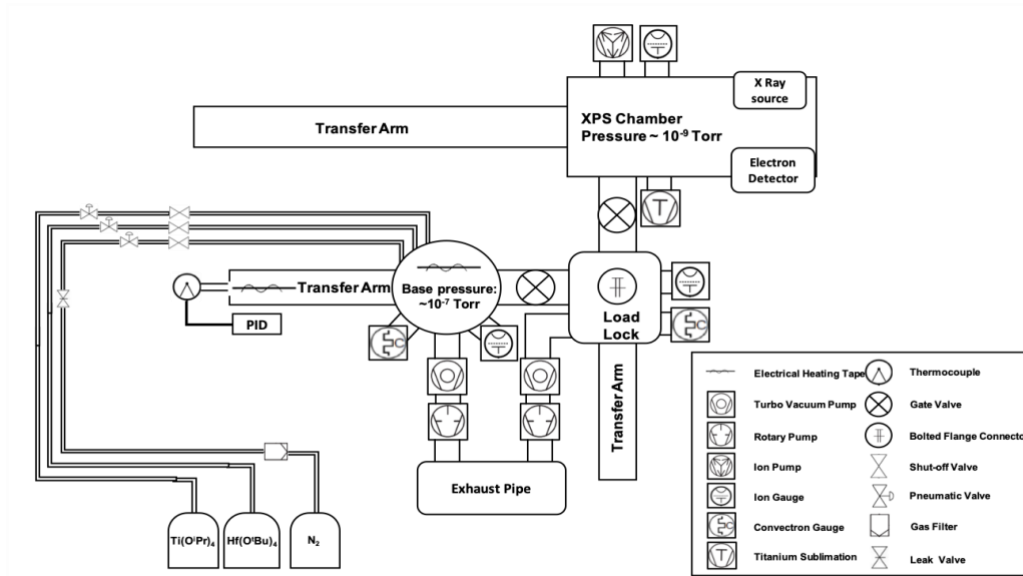 X Ray
source
XPS Chamber
Pressure ~ 10⁻⁹ Torr
Transfer Arm
Electron
Detector
T
Transfer Arm
Base pressure:
~10⁻⁷ Torr
Load
Lock
PID
C
C
Transfer Arm
Exhaust Pipe
Ti(OⁱPr)₄
Hf(OᵗBu)₄
N₂
Electrical Heating Tape
Thermocouple
Turbo Vacuum Pump
Gate Valve
Rotary Pump
Bolted Flange Connecto
Ion Pump
Shut-off Valve
Ion Gauge
Pneumatic Valve
C
Convectron Gauge
Gas Filter
T
Titanium Sublimation
Leak Valve